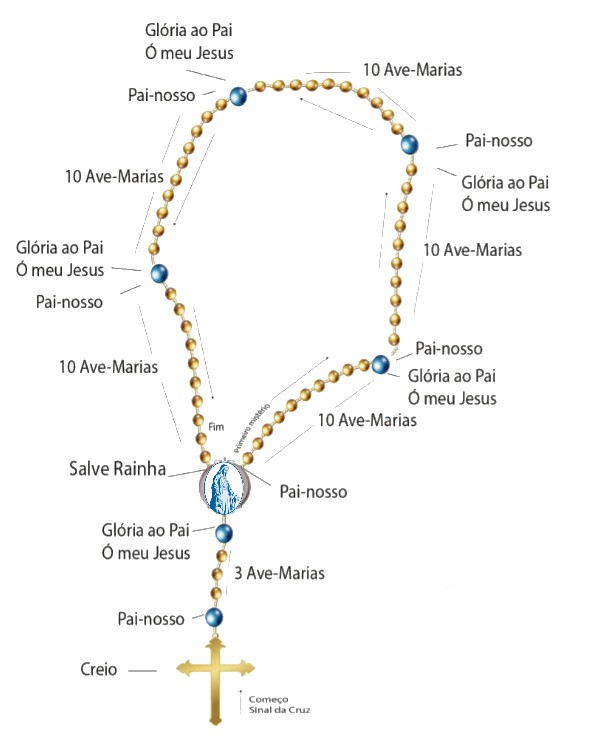 Glória ao Pai
Ó meu Jesus
10 Ave-Marias
Pai-nosso
Pai-nosso
10 Ave-Marias
Glória ao Pai
Ó meu Jesus
Glória ao Pai
Ó meu Jesus
10 Ave-Marias
Pai-nosso
Pai-nosso
10 Ave-Marias
Glória ao Pai
Ó meu Jesus
Primeiro mistério
10 Ave-Marias
Fim
Salve Rainha
Pai-nosso
Glória ao Pai
Ó meu Jesus
3 Ave-Marias
Pai-nosso
Creio
Começo
Sinal da Cruz